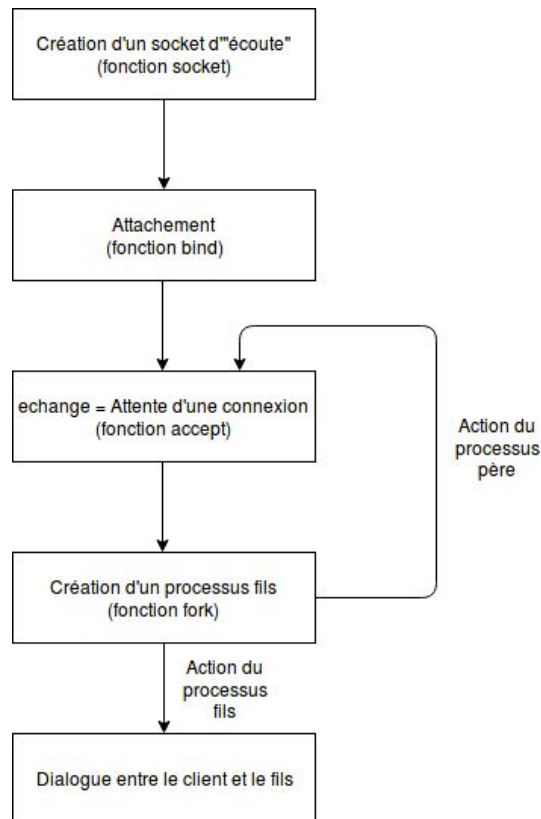 Création d'un socket d'"écoute"
(fonction socket)
Attachement
(fonction bind)
echange = Attente d'une connexion
(fonction accept)
Action du
processus
père
Création d'un processus fils
(fonction fork)
Action du
processus
fils
Dialogue entre le client et le fils